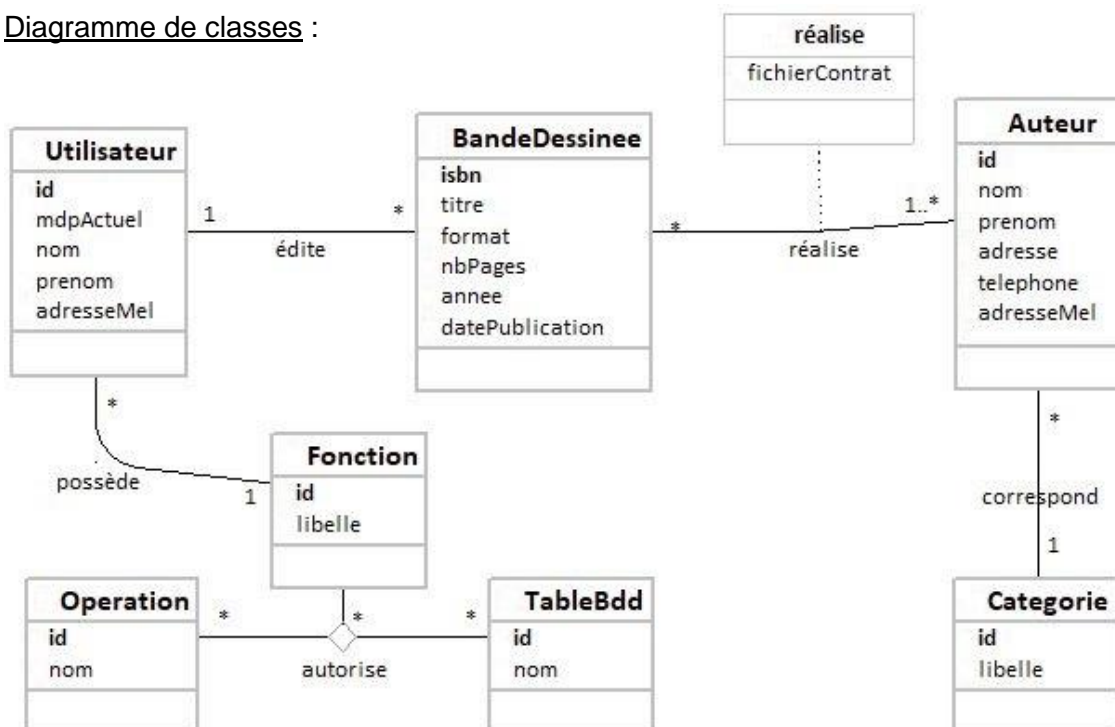 Diagramme de classes :
réalise
fichierContrat
Utilisateur
id
mdpActuel
nom
prenom
adresseMel
1
*
édite
BandeDessinee
isbn
titre
format
nbPages
annee
datePublication
*
1..*
réalise
Auteur
id
nom
prenom
adresse
telephone
adresseMel
*
possède
1
Fonction
id
libelle
*
correspond
1
Operation
id
nom
*
*
*
autorise
TableBdd
id
nom
Categorie
id
libelle